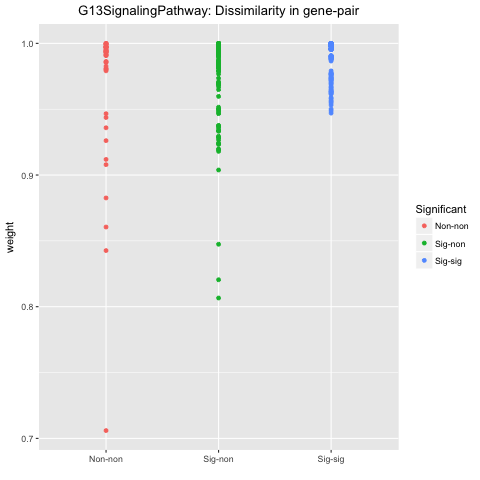 G13SignalingPathway: Dissimilarity in gene-pair
weight
1.0
0.9
0.8
0.7
Non-non
Sig-non
Sig-sig
Significant
Non-non
Sig-non
Sig-sig